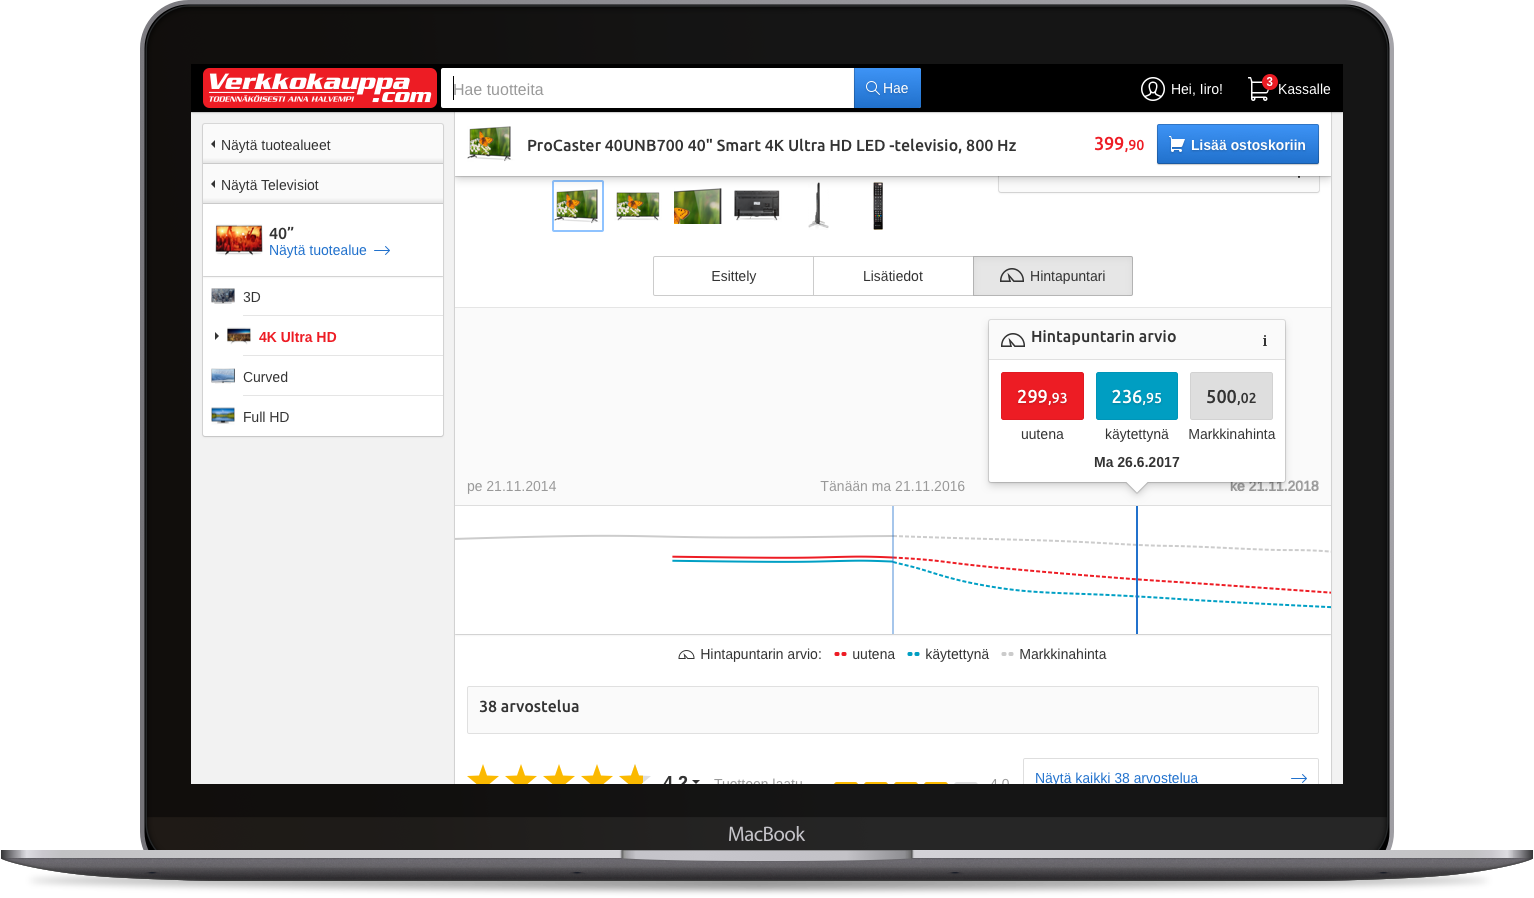 Verkkokauppa
.com
TODENNÄKÖISESTI AINA HALVEMPI
Hae tuotteita
Hae
Hei, Iiro!
3
Kassalle
Näytä tuotealueet
Näytä Televisiot
40”
Näytä tuotealue
3D
4K Ultra HD
Curved
Full HD
ProCaster 40UNB700 40" Smart 4K Ultra HD LED -televisio, 800 Hz
399,90
Lisää ostoskoriin
Esittely
Lisätiedot
Hintapuntari
Hintapuntarin arvio
i
299,93
236,95
500,02
uutena
käytettynä
Markkinahinta
Ma 26.6.2017
pe 21.11.2014
Tänään ma 21.11.2016
ke 21.11.2018
Hintapuntarin arvio:
uutena
käytettynä
Markkinahinta
38 arvostelua
4.2
Tuotteen laatu
4.0
Näytä kaikki 38 arvostelua
MacBook